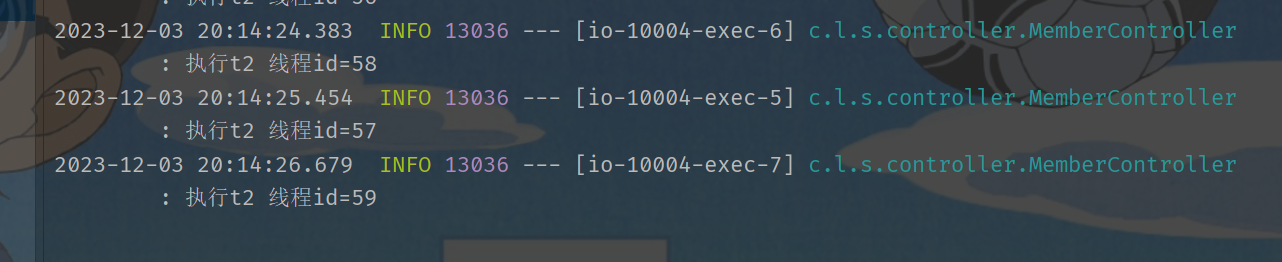 : 执行t2 线程id=56
2023-12-03 20:14:24.383  INFO 13036 --- [io-10004-exec-6] c.l.s.controller.MemberController
: 执行t2 线程id=58
2023-12-03 20:14:25.454  INFO 13036 --- [io-10004-exec-5] c.l.s.controller.MemberController
: 执行t2 线程id=57
2023-12-03 20:14:26.679  INFO 13036 --- [io-10004-exec-7] c.l.s.controller.MemberController
: 执行t2 线程id=59